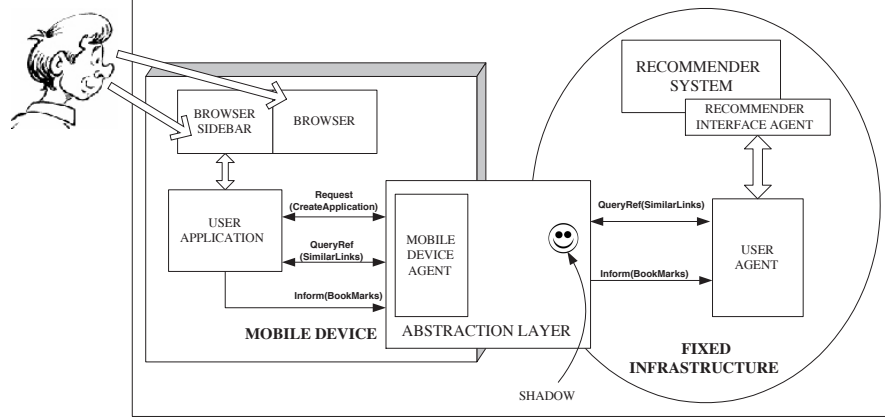 BROWSER
SIDEBAR
BROWSER
USER
APPLICATION
Request
(CreateApplication)
QueryRef
(SimilarLinks)
Inform(BookMarks)
MOBILE DEVICE
MOBILE
DEVICE
AGENT
ABSTRACTION LAYER
SHADOW
RECOMMENDER
SYSTEM
RECOMMENDER
INTERFACE AGENT
QueryRef(SimilarLinks)
Inform(BookMarks)
USER
AGENT
FIXED
INFRASTRUCTURE